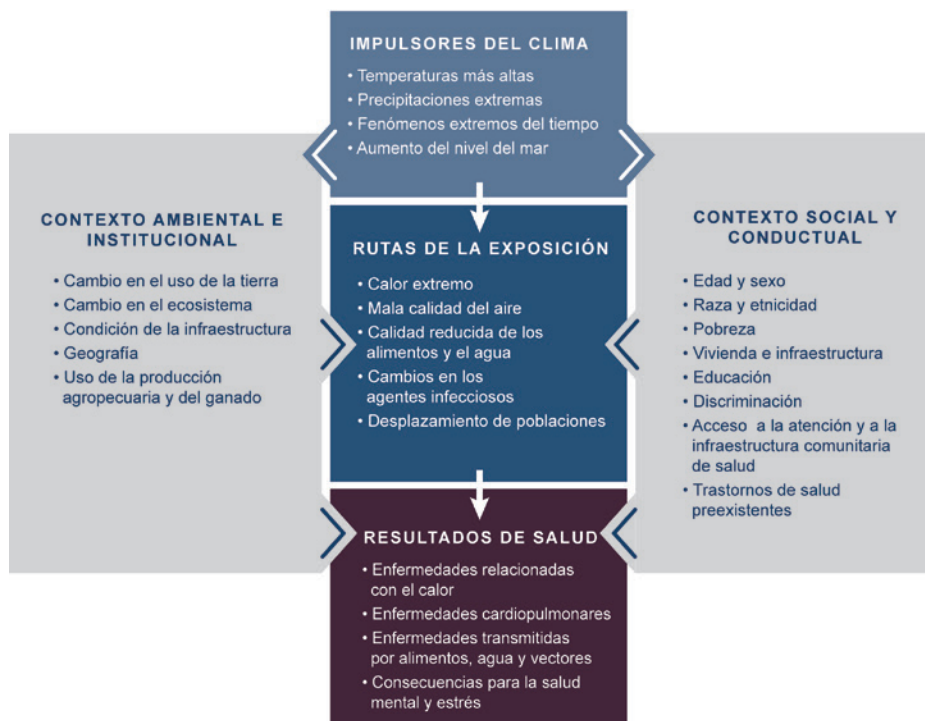 IMPULSORES DEL CLIMA
• Temperaturas más altas
• Precipitaciones extremas
• Fenómenos extremos del tiempo
• Aumento del nivel del mar
CONTEXTO AMBIENTAL E
INSTITUCIONAL
• Cambio en el uso de la tierra
• Cambio en el ecosistema
• Condición de la infraestructura
• Geografía
• Uso de la producción
agropecuaria y del ganado
RUTAS DE LA EXPOSICIÓN
• Calor extremo
• Mala calidad del aire
• Calidad reducida de los
alimentos y el agua
• Cambios en los
agentes infecciosos
• Desplazamiento de poblaciones
CONTEXTO SOCIAL Y
CONDUCTUAL
• Edad y sexo
• Raza y etnicidad
• Pobreza
• Vivienda e infraestructura
• Educación
• Discriminación
• Acceso a la atención y a la
infraestructura comunitaria
de salud
• Trastornos de salud
preexistentes
RESULTADOS DE SALUD
• Enfermedades relacionadas
con el calor
• Enfermedades cardiopulmonares
• Enfermedades transmitidas
por alimentos, agua y vectores
• Consecuencias para la salud
mental y estrés